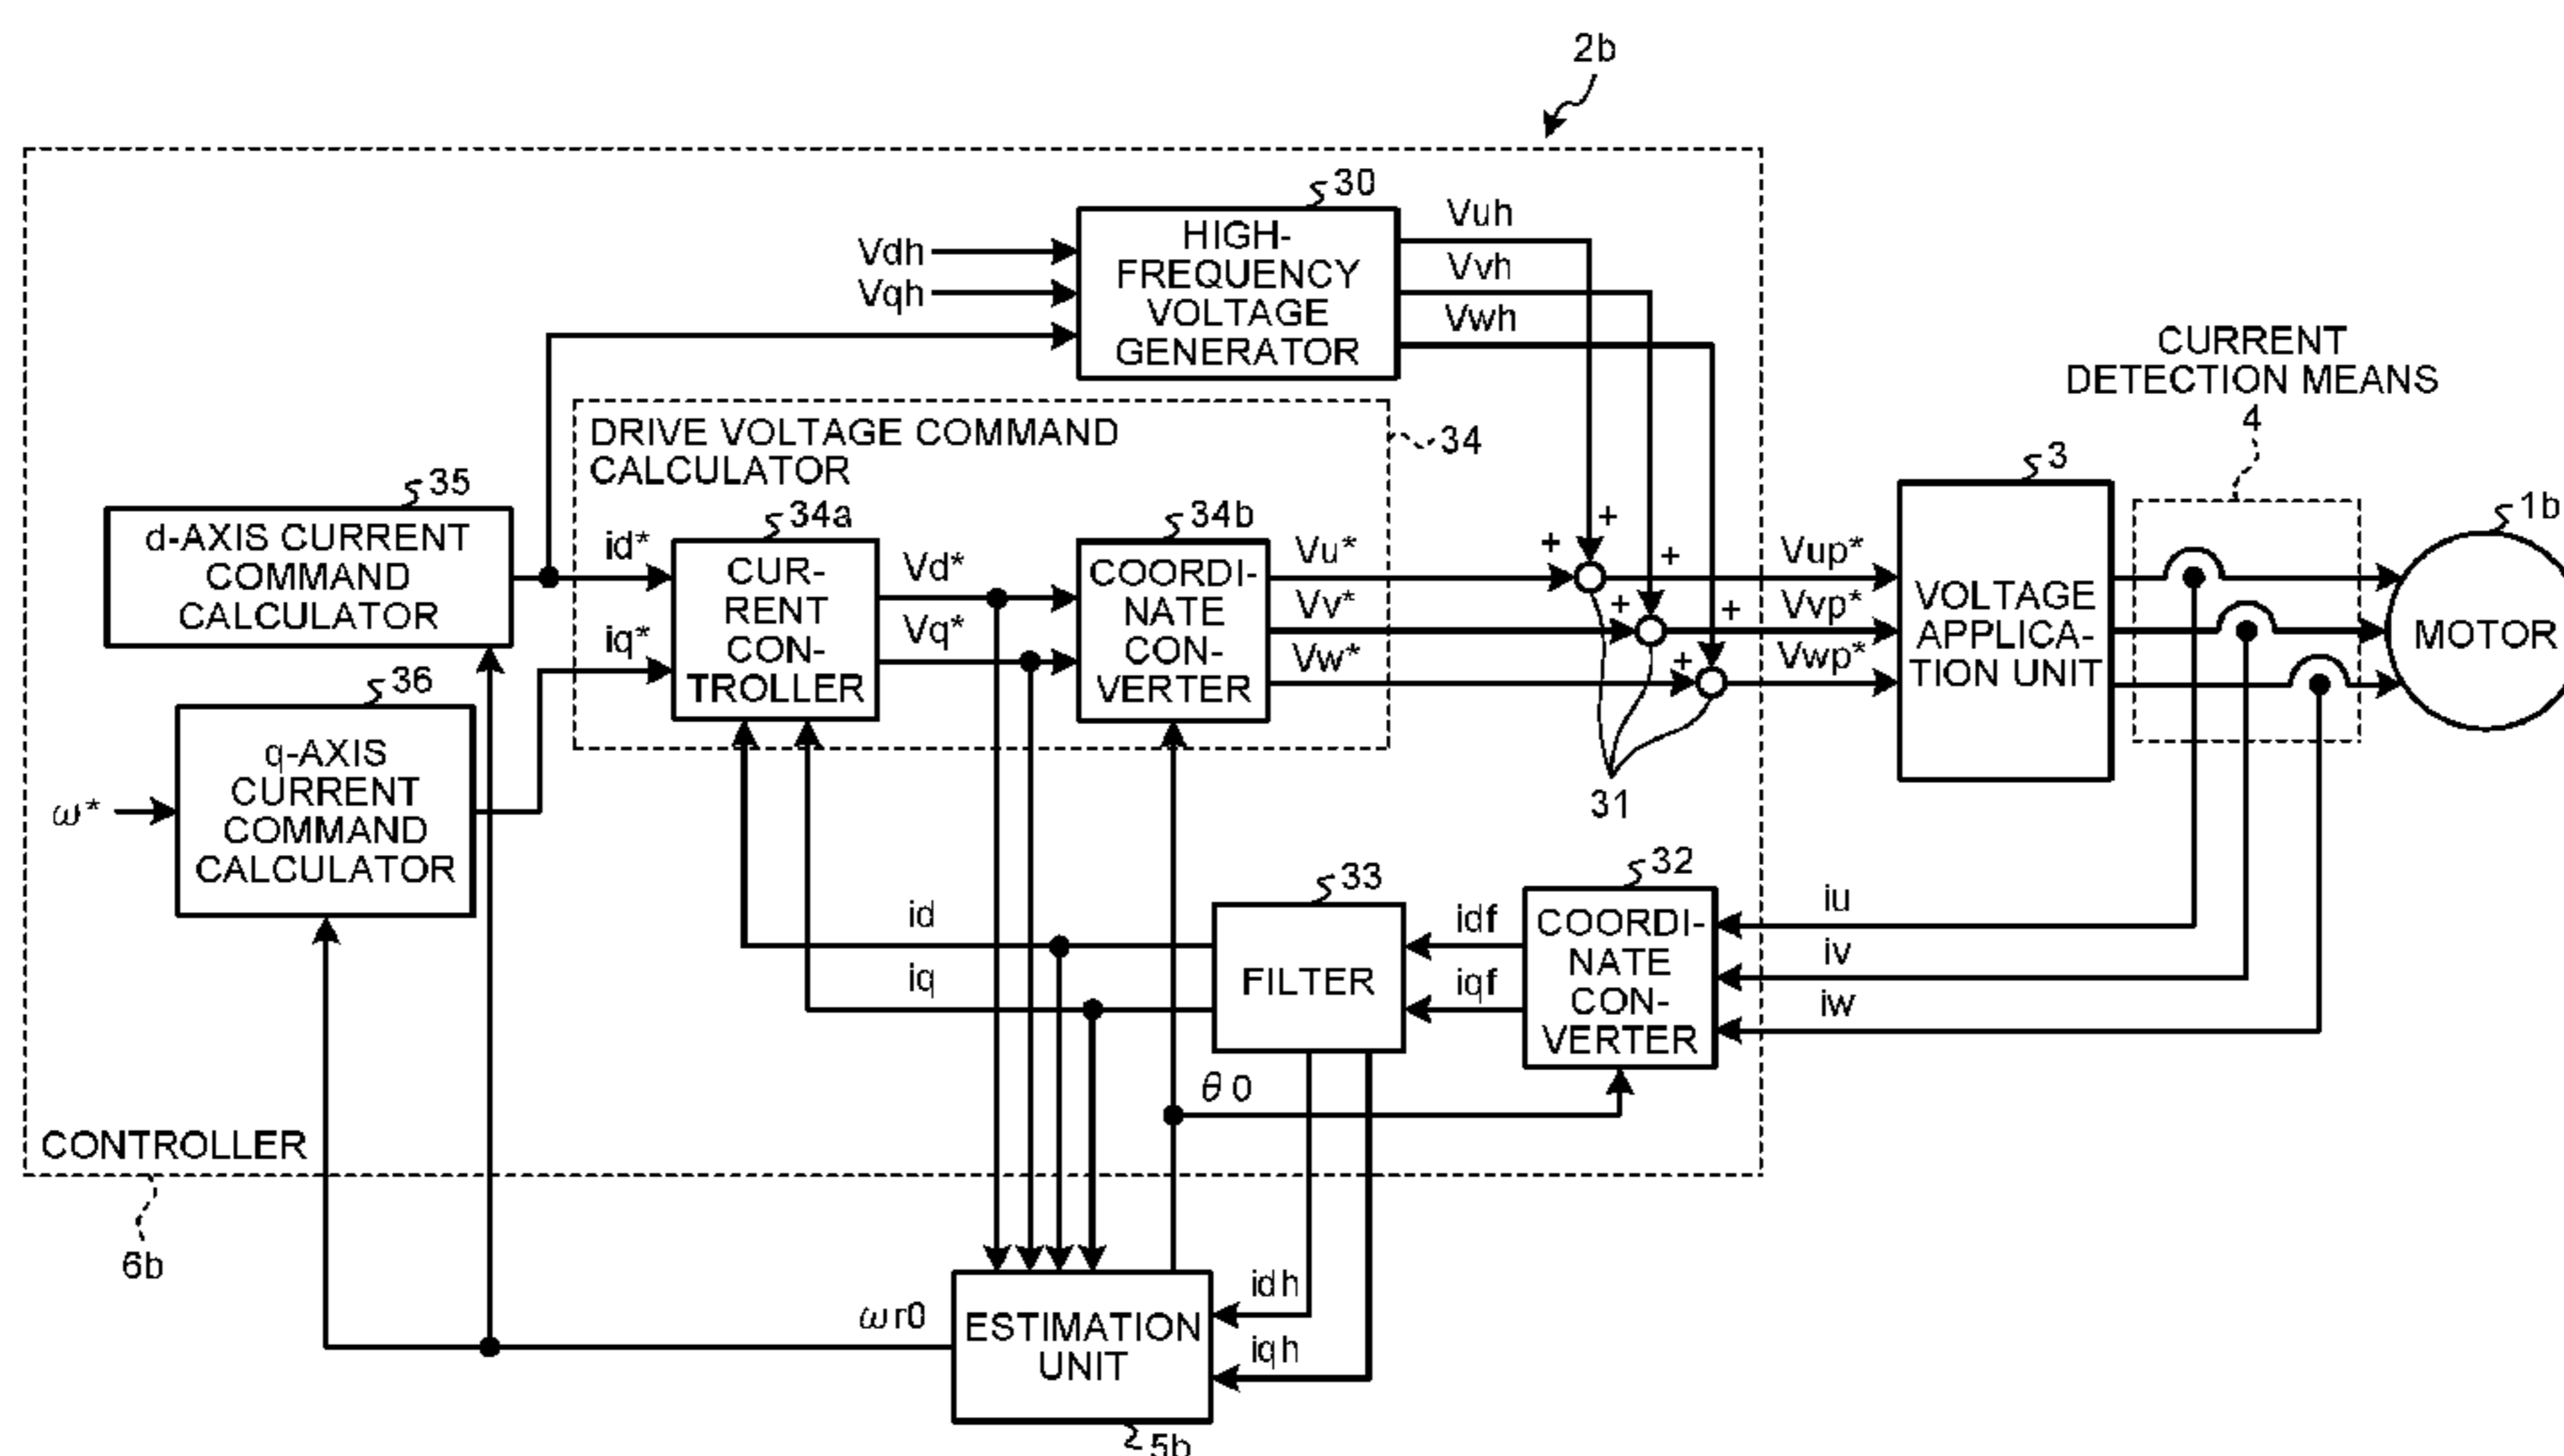 2b
30
Vdh
Vqh
HIGH-
FREQUENCY
VOLTAGE
GENERATOR
Vuh
Vvh
Vwh
CURRENT
DETECTION MEANS
4
DRIVE VOLTAGE COMMAND
CALCULATOR
34
35
d-AXIS CURRENT
COMMAND
CALCULATOR
id*
iq*
34a
CUR-
RENT
CON-
TROLLER
Vd*
Vq*
34b
COORDI-
NATE
CON-
VERTER
Vu*
Vv*
Vw*
+ +
+ +
+ +
31
Vup*
Vvp*
Vwp*
3
VOLTAGE
APPLICA-
TION UNIT
1b
MOTOR
36
ω*
q-AXIS
CURRENT
COMMAND
CALCULATOR
id
iq
33
FILTER
idf
iqf
32
COORDI-
NATE
CON-
VERTER
iu
iv
iw
θ0
CONTROLLER
6b
ωr0
ESTIMATION
UNIT
idh
iqh
5b